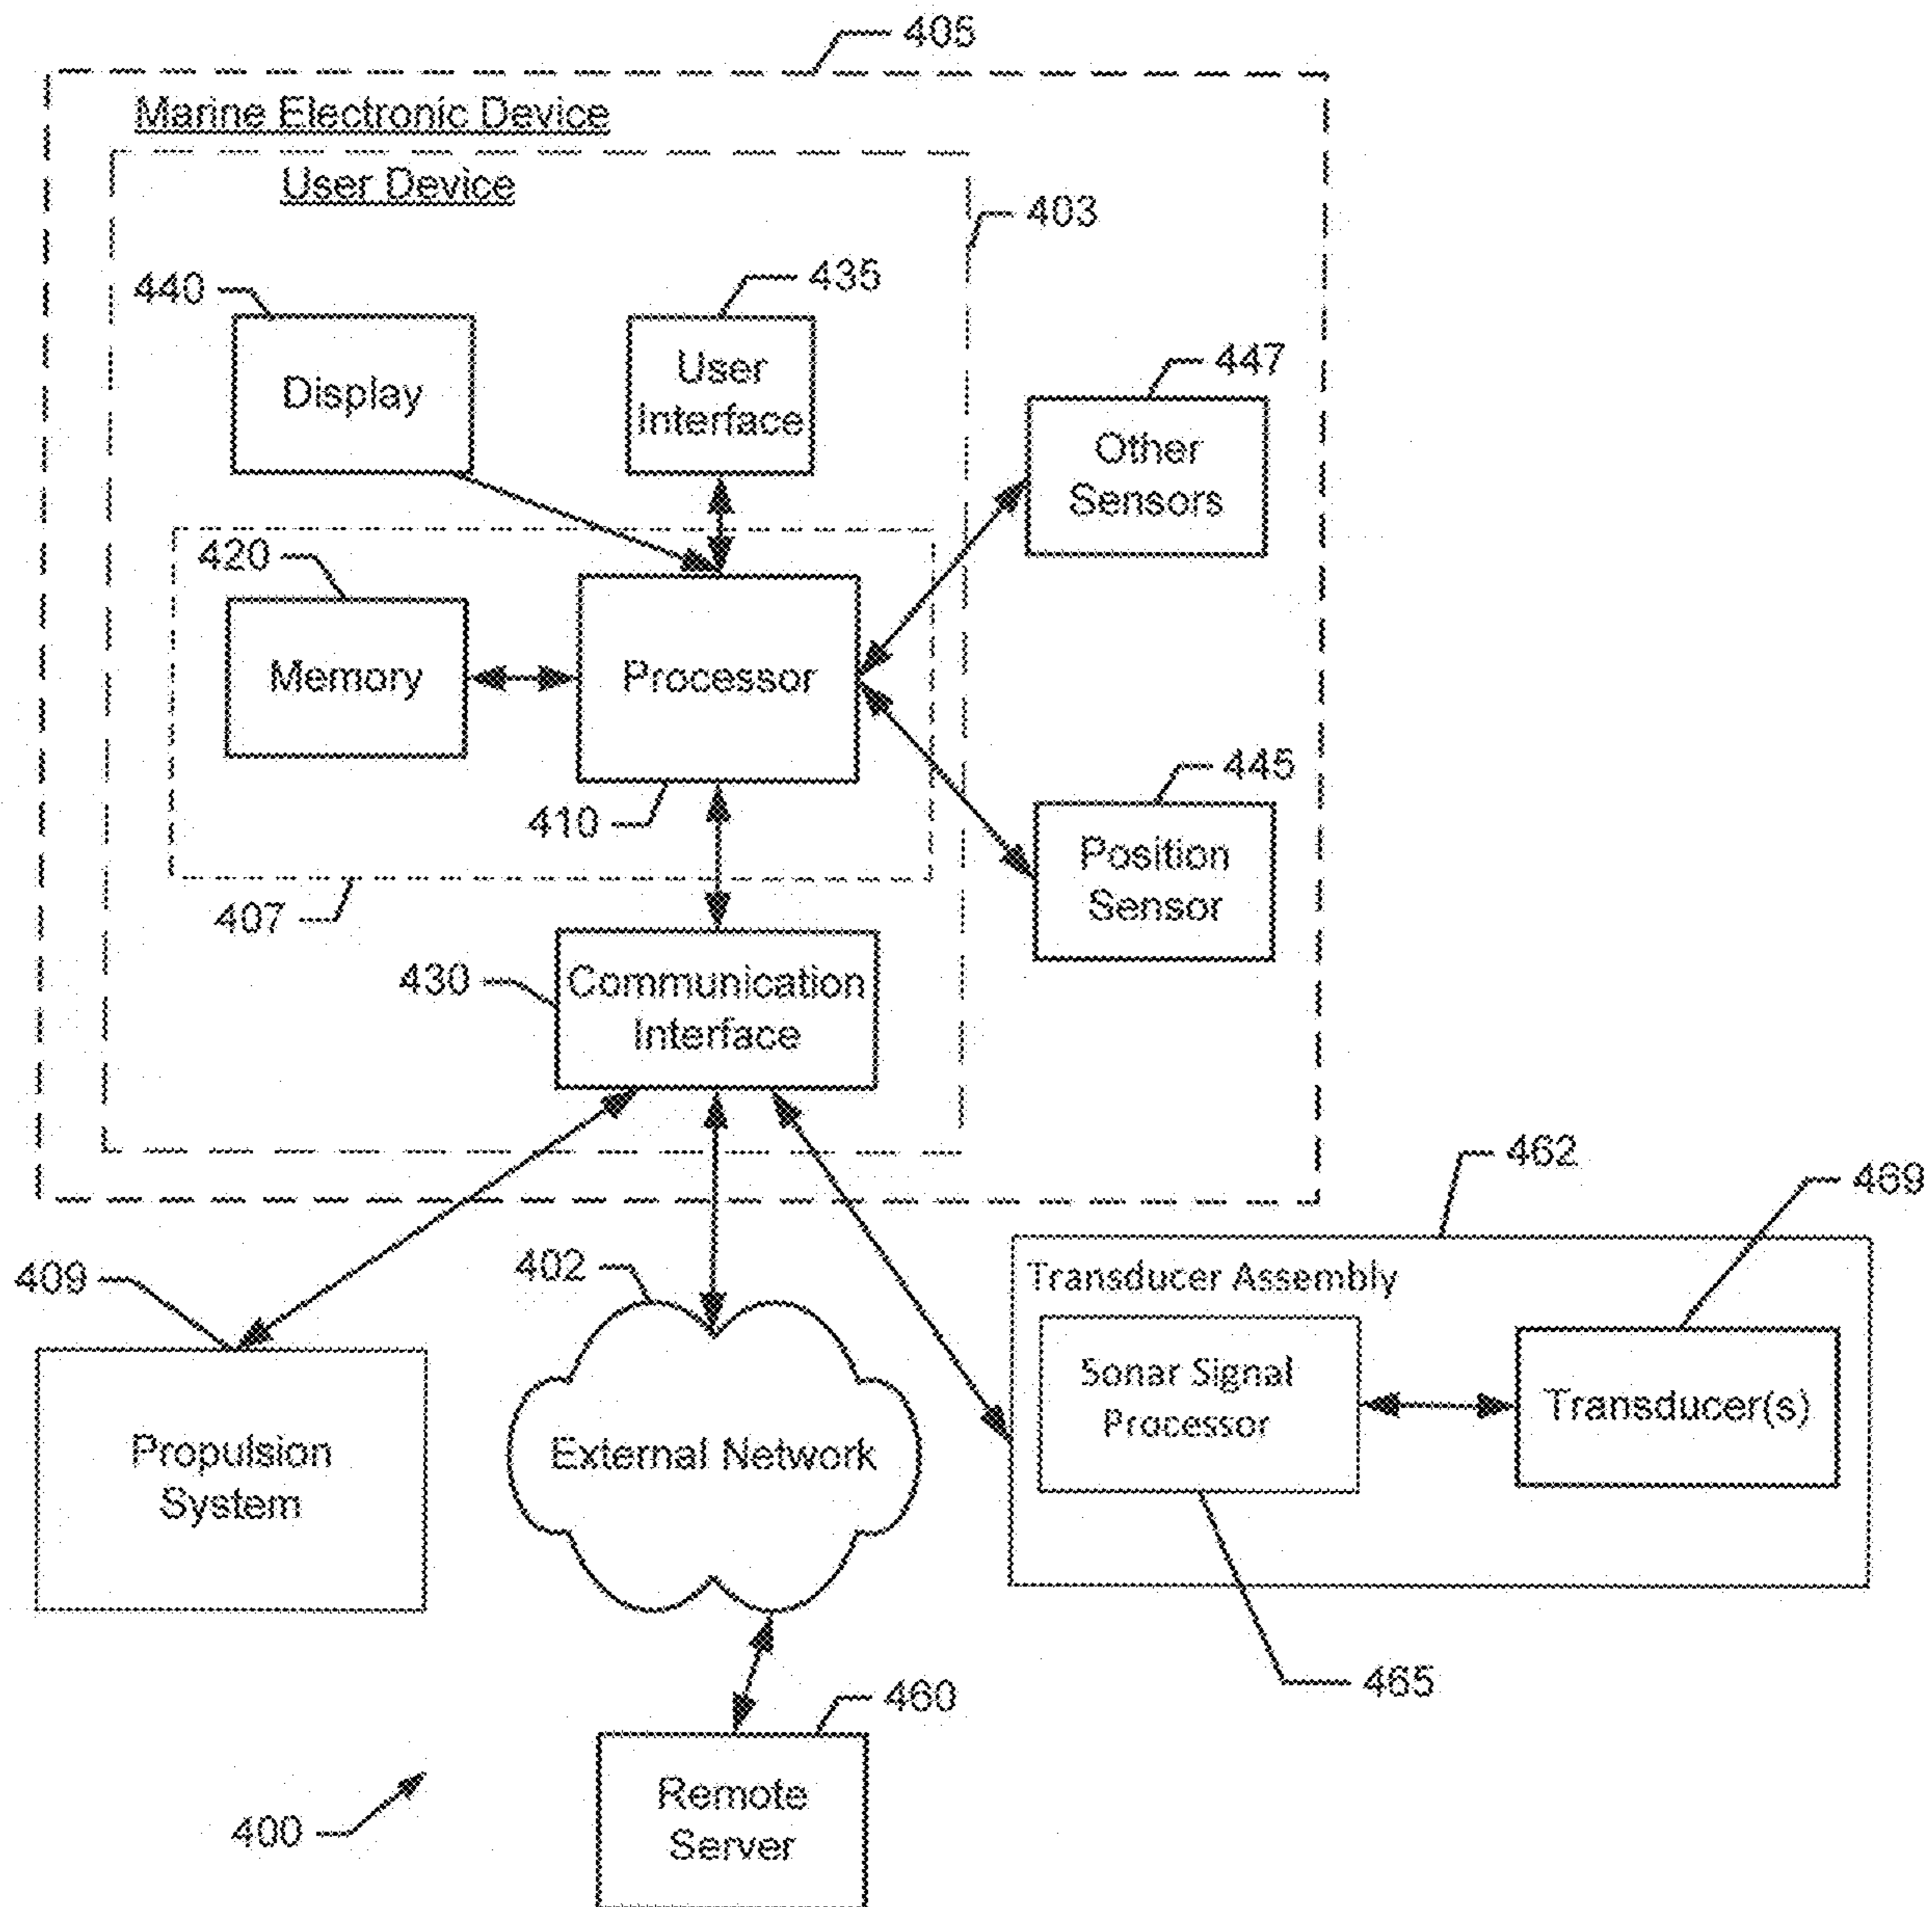 405
Marine Electronic Device
User Device
403
440
435
Display
User
Interface
447
Other
Sensors
420
Memory
Processor
410
445
Position
Sensor
407
430
Communication
Interface
462
469
409
402
Transducer Assembly
Sonar Signal
Processor
Transducer(s)
Propulsion
System
External Network
465
460
400
Remote
Server